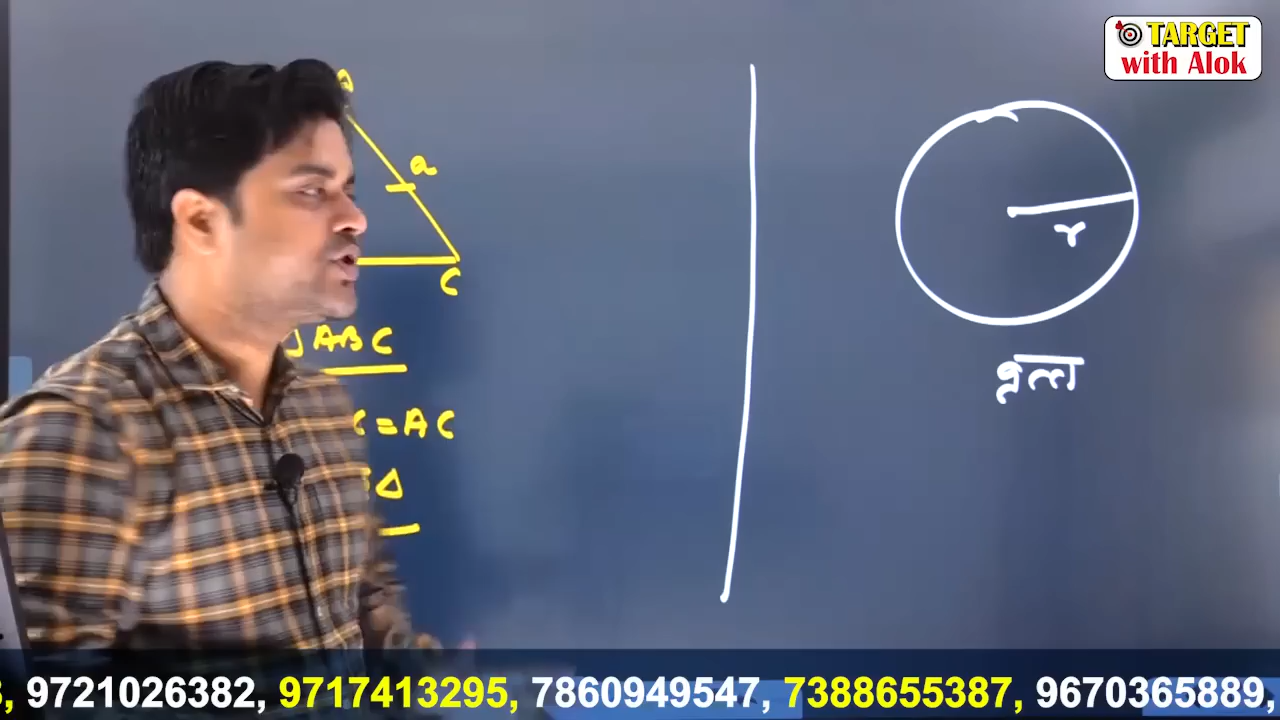 TARGET
with Alok
a
C
ABC
C = AC
Δ
r
वृत्त
9721026382, 9717413295, 7860949547, 7388655387, 9670365889,